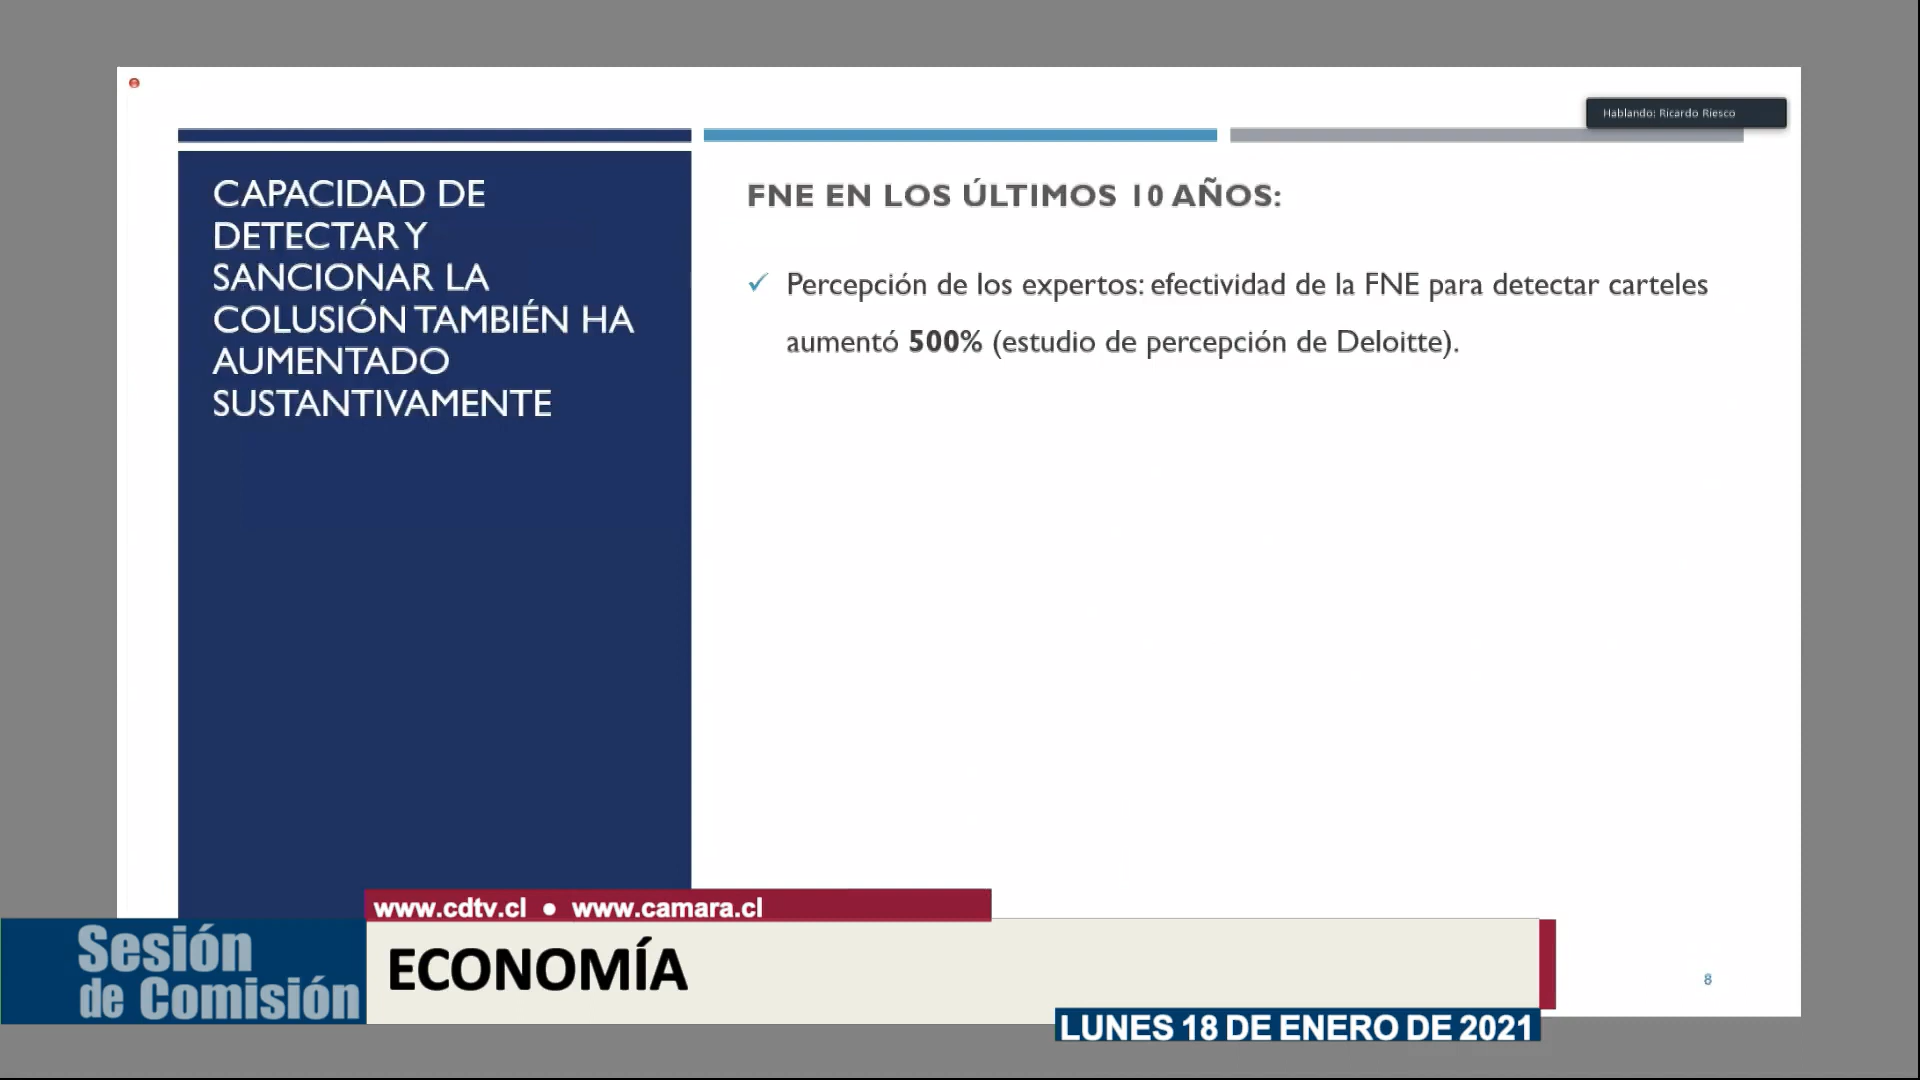 Hablando: Ricardo Riesco
CAPACIDAD DE
DETECTAR Y
SANCIONAR LA
COLUSIÓN TAMBIÉN HA
AUMENTADO
SUSTANTIVAMENTE
FNE EN LOS ÚLTIMOS 10 AÑOS:
✓ Percepción de los expertos: efectividad de la FNE para detectar carteles
aumentó 500% (estudio de percepción de Deloitte).
www.cdtv.cl ● www.camara.cl
Sesión
de Comisión
ECONOMÍA
8
LUNES 18 DE ENERO DE 2021